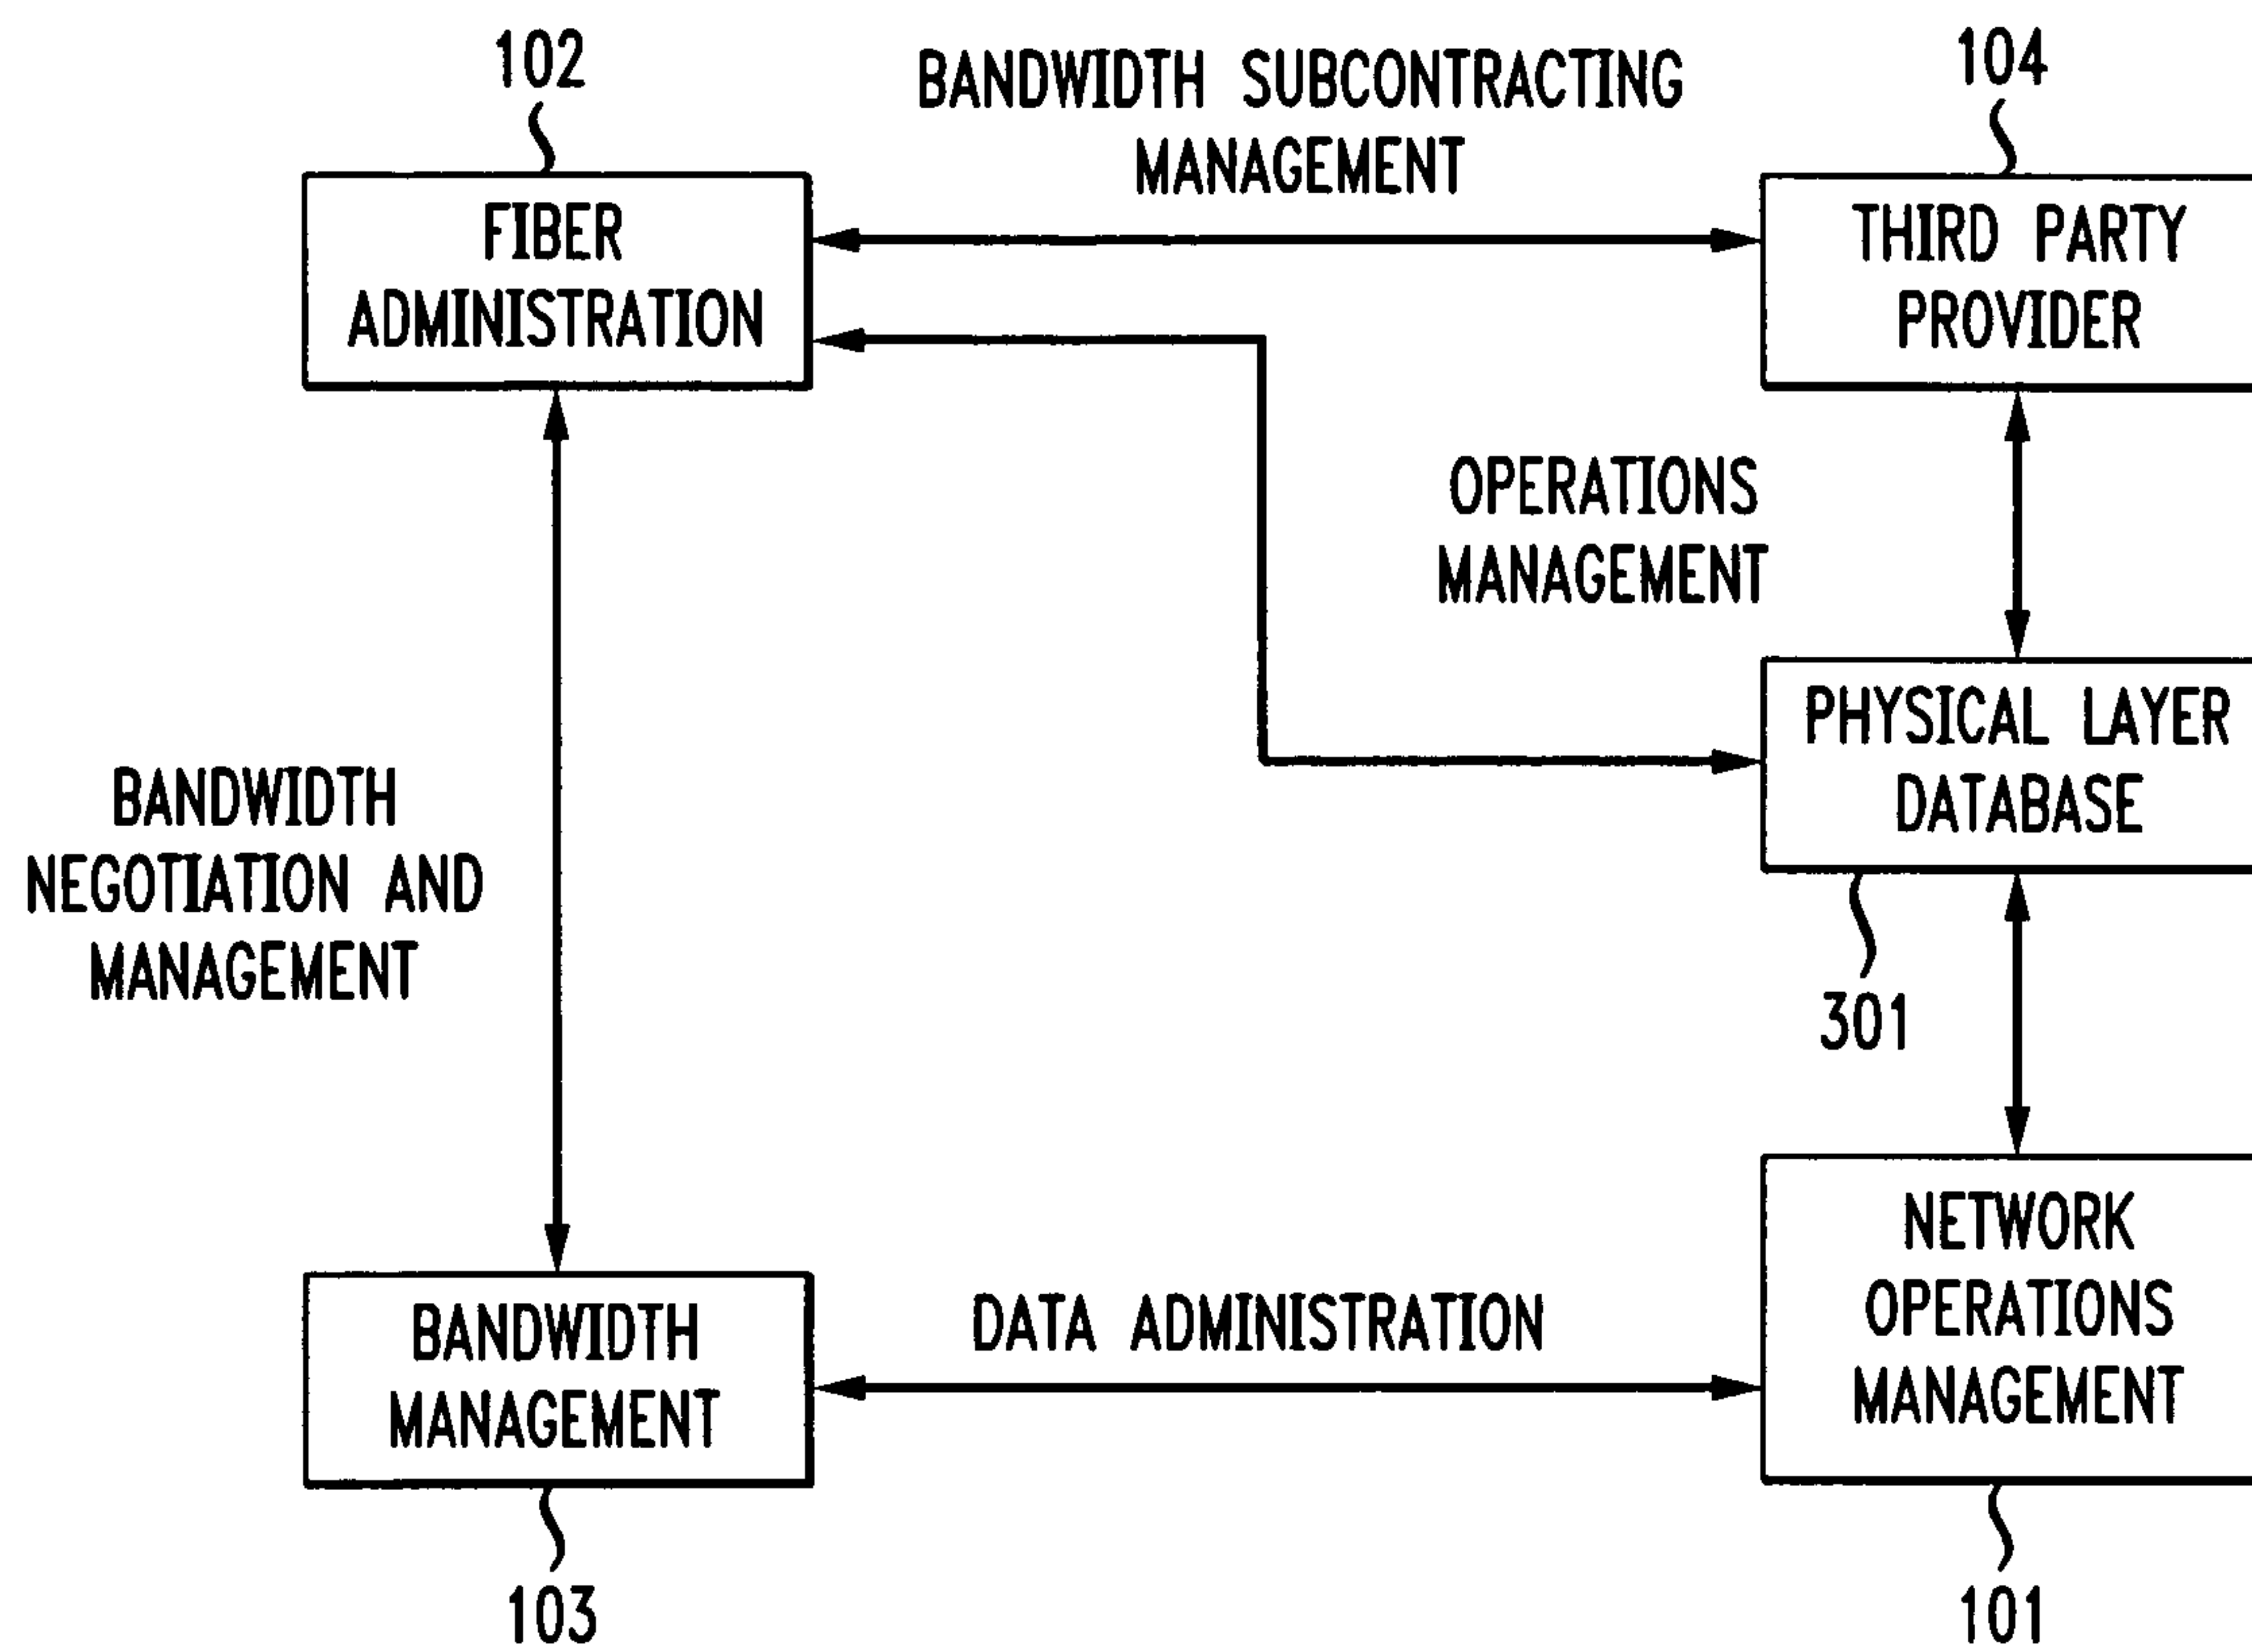 102
BANDWIDTH SUBCONTRACTING
MANAGEMENT
104
FIBER
ADMINISTRATION
THIRD PARTY
PROVIDER
OPERATIONS
MANAGEMENT
PHYSICAL LAYER
DATABASE
301
BANDWIDTH
NEGOTIATION AND
MANAGEMENT
BANDWIDTH
MANAGEMENT
DATA ADMINISTRATION
NETWORK
OPERATIONS
MANAGEMENT
103
101